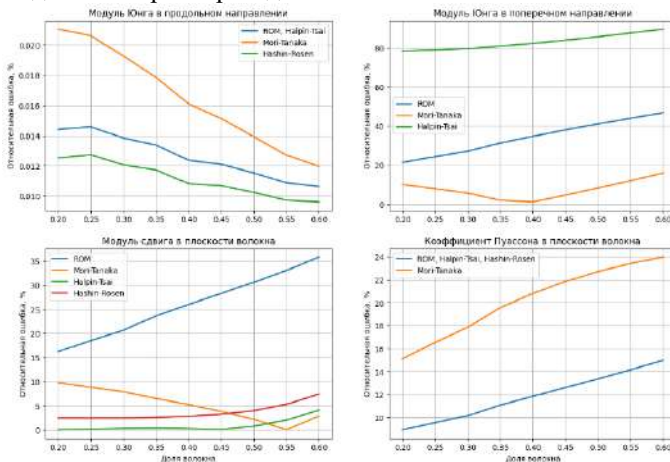 Модуль Юнга в продольном направлении
Относительная ошибка, %
0.020
0.018
0.016
0.014
0.012
0.010
ROM, Halpin-Tsai
Mori-Tanaka
Hashin-Rosen
0.20 0.25 0.30 0.35 0.40 0.45 0.50 0.55 0.60
Модуль Юнга в поперечном направлении
Относительная ошибка, %
80
60
40
20
0
ROM
Mori-Tanaka
Halpin-Tsai
0.20 0.25 0.30 0.35 0.40 0.45 0.50 0.55 0.60
Модуль сдвига в плоскости волокна
Относительная ошибка, %
35
30
25
20
15
10
5
0
ROM
Mori-Tanaka
Halpin-Tsai
Hashin-Rosen
0.20 0.25 0.30 0.35 0.40 0.45 0.50 0.55 0.60
Доля волокна
Коэффициент Пуассона в плоскости волокна
Относительная ошибка, %
24
22
20
18
16
14
12
10
ROM, Halpin-Tsai, Hashin-Rosen
Mori-Tanaka
0.20 0.25 0.30 0.35 0.40 0.45 0.50 0.55 0.60
Доля волокна